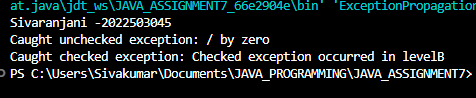 at.java\jdt_ws\JAVA_ASSIGNMENT7_66e2904e\bin' 'ExceptionPropagation
Sivaranjani -2022503045
Caught unchecked exception: / by zero
Caught checked exception: Checked exception occurred in levelB
PS C:\Users\Sivakumar\Documents\JAVA_PROGRAMMING\JAVA_ASSIGNMENT7>